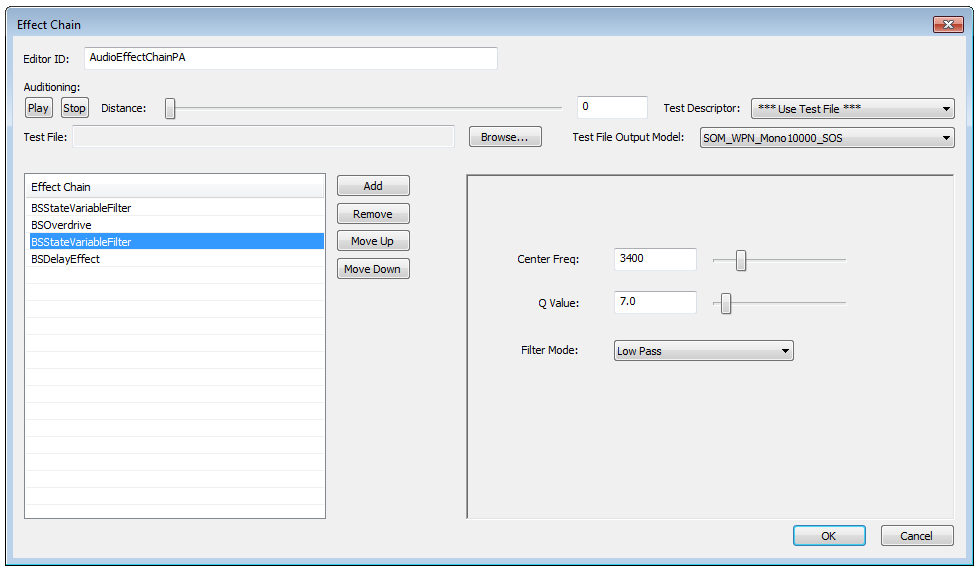 Effect Chain
Editor ID: AudioEffectChainPA
Auditioning:
Play Stop Distance: 0 Test Descriptor: *** Use Test File ***
Test File: Browse... Test File Output Model: SOM_WPN_Mono10000_SOS
Effect Chain
BSStateVariableFilter
BSOverdrive
BSStateVariableFilter
BSDelayEffect
Add
Remove
Move Up
Move Down
Center Freq: 3400
Q Value: 7.0
Filter Mode: Low Pass
OK Cancel